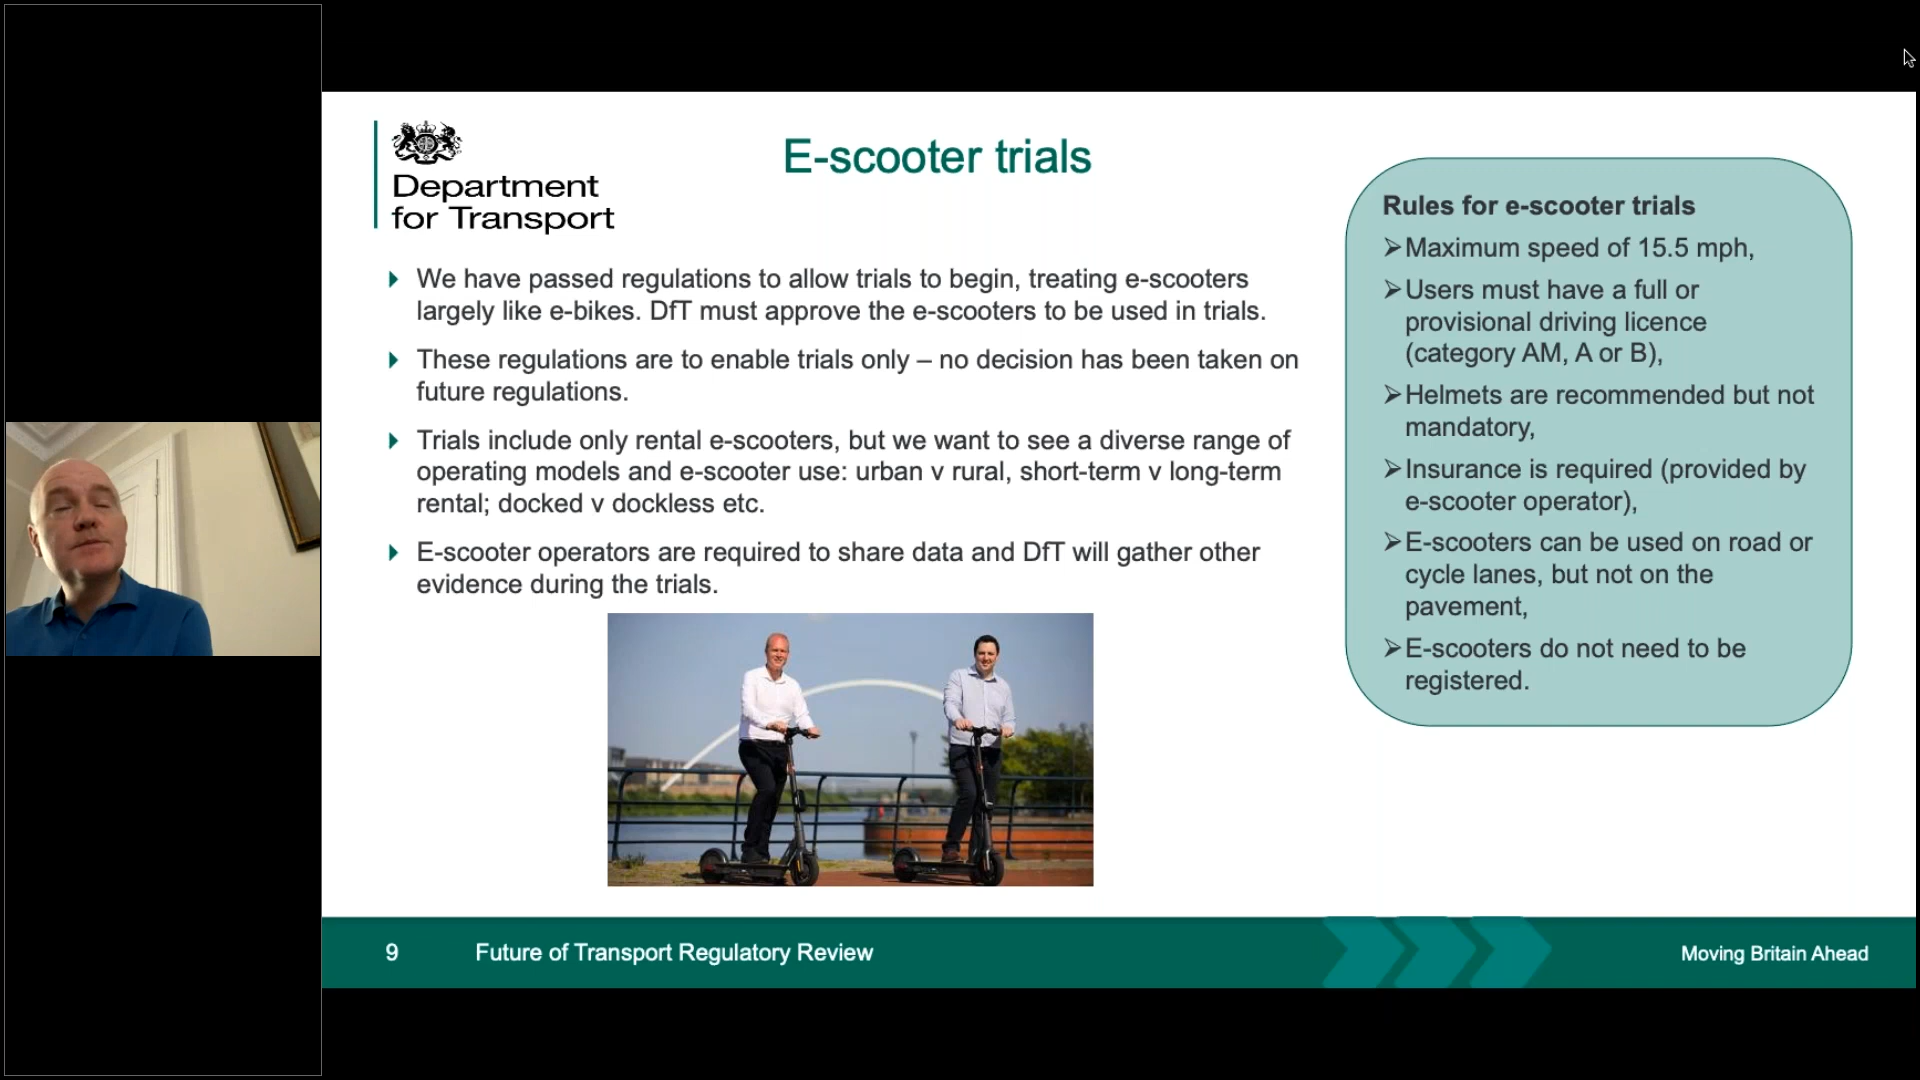 Department
for Transport
E-scooter trials
We have passed regulations to allow trials to begin, treating e-scooters
largely like e-bikes. DfT must approve the e-scooters to be used in trials.
These regulations are to enable trials only – no decision has been taken on
future regulations.
Trials include only rental e-scooters, but we want to see a diverse range of
operating models and e-scooter use: urban v rural, short-term v long-term
rental; docked v dockless etc.
E-scooter operators are required to share data and DfT will gather other
evidence during the trials.
Rules for e-scooter trials
Maximum speed of 15.5 mph,
Users must have a full or
provisional driving licence
(category AM, A or B),
Helmets are recommended but not
mandatory,
Insurance is required (provided by
e-scooter operator),
E-scooters can be used on road or
cycle lanes, but not on the
pavement,
E-scooters do not need to be
registered.
9
Future of Transport Regulatory Review
Moving Britain Ahead